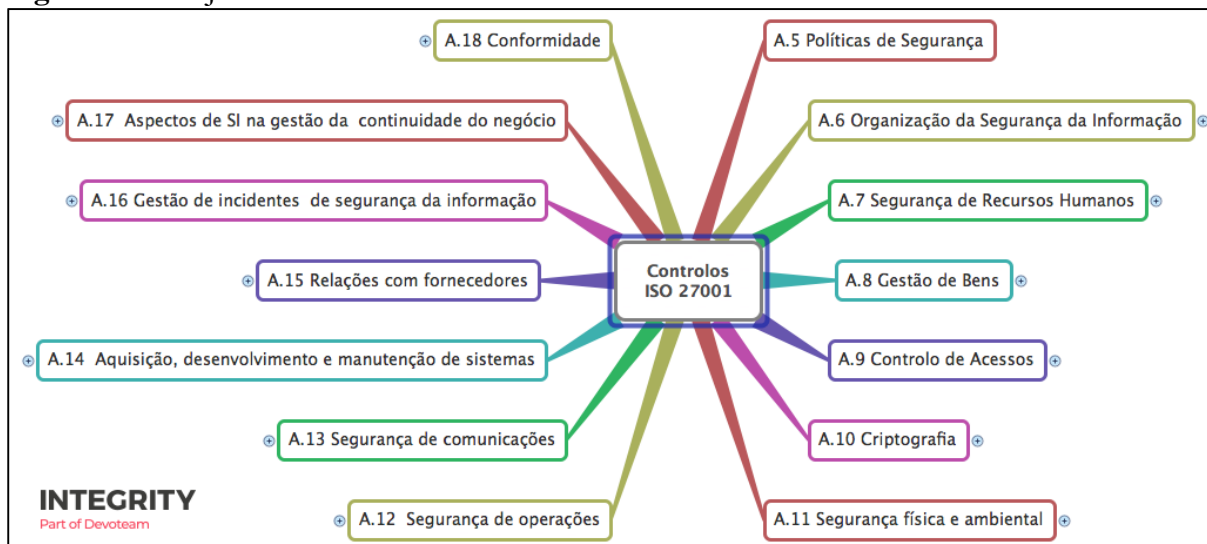 A.18 Conformidade
A.5 Políticas de Segurança
A.17 Aspectos de SI na gestão da continuidade do negócio
A.6 Organização da Segurança da Informação
A.16 Gestão de incidentes de segurança da informação
A.7 Segurança de Recursos Humanos
Controlos
ISO 27001
A.15 Relações com fornecedores
A.8 Gestão de Bens
A.14 Aquisição, desenvolvimento e manutenção de sistemas
A.9 Controlo de Acessos
A.13 Segurança de comunicações
A.10 Criptografia
A.12 Segurança de operações
A.11 Segurança física e ambiental
INTEGRITY
Part of Devoteam